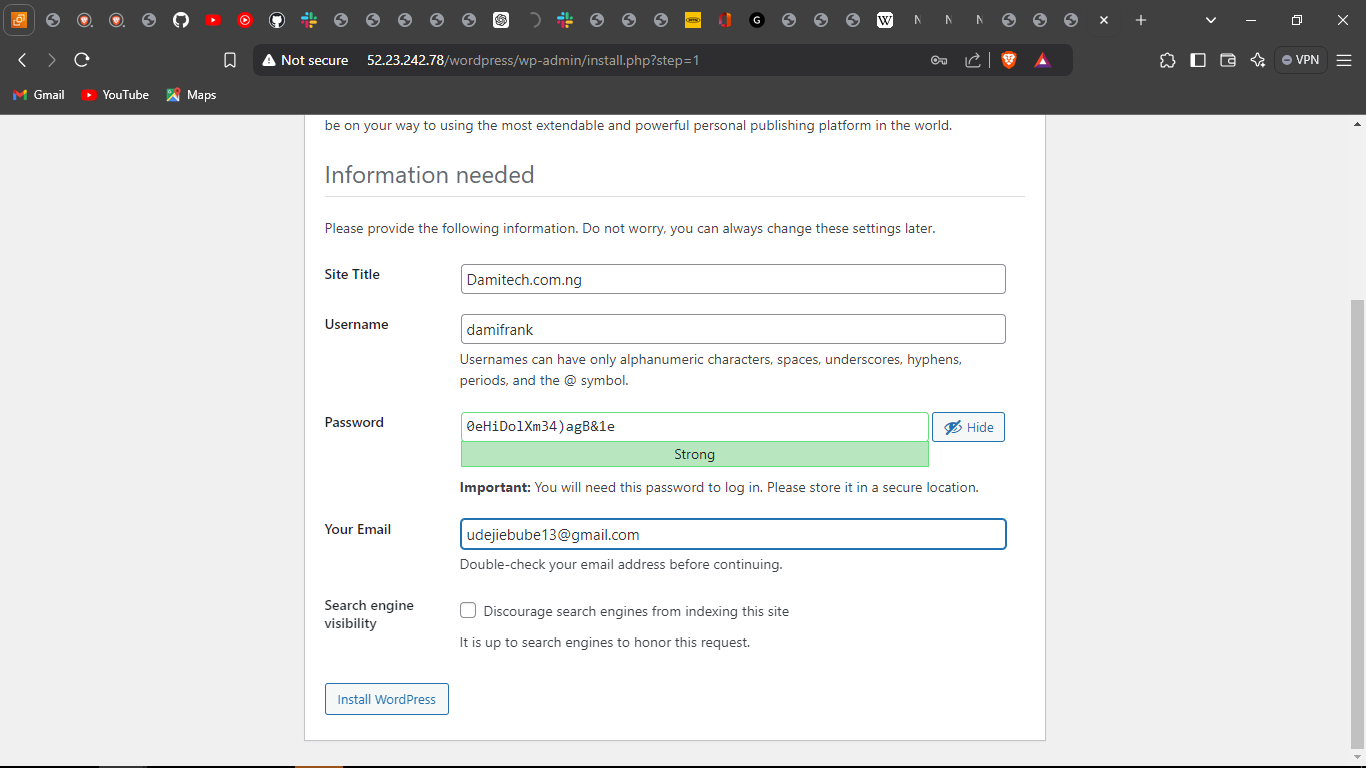 Not secure 52.23.242.78/wordpress/wp-admin/install.php?step=1
VPN
Gmail YouTube Maps
be on your way to using the most extendable and powerful personal publishing platform in the world.
Information needed
Please provide the following information. Do not worry, you can always change these settings later.
Site Title
Damitech.com.ng
Username
damifrank
Usernames can have only alphanumeric characters, spaces, underscores, hyphens,
periods, and the @ symbol.
Password
0eHiDolXm34)agB&1e
Hide
Strong
Important: You will need this password to log in. Please store it in a secure location.
Your Email
udejiebube13@gmail.com
Double-check your email address before continuing.
Search engine
visibility
Discourage search engines from indexing this site
It is up to search engines to honor this request.
Install WordPress